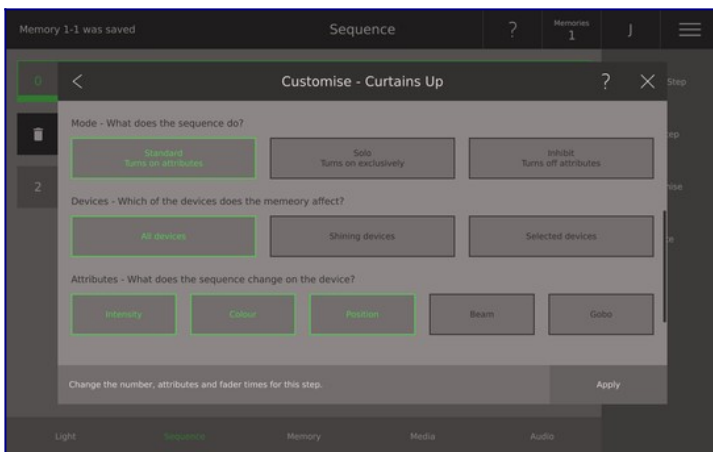 Memory 1-1 was saved
Sequence
?
Memories
1
J
0
Step
Customise - Curtains Up
?
Mode - What does the sequence do?
Standard
Turns on attributes
Solo
Turns on exclusively
Inhibit
Turns off attributes
2
Devices - Which of the devices does the memeory affect?
All devices
Shining devices
Selected devices
Attributes - What does the sequence change on the device?
Intensity
Colour
Position
Beam
Gobo
Change the number, attributes and fader times for this step.
Apply
Light
Sequence
Memory
Media
Audio